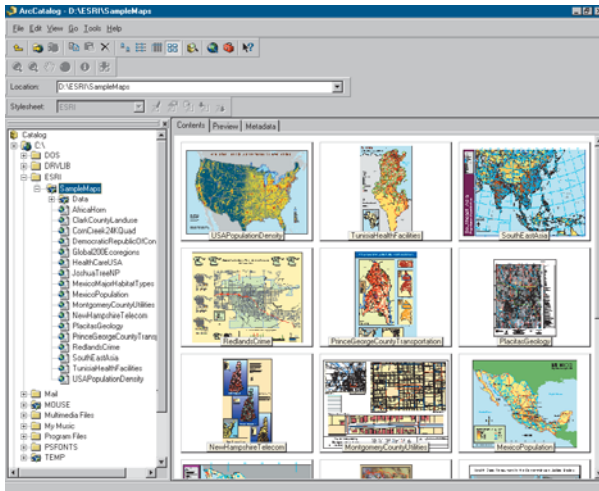 ArcCatalog - D:\ESRI\SampleMaps
File Edit View Go Tools Help
Location: D:\ESRI\SampleMaps
Stylesheet: ESRI
Contents Preview Metadata
Catalog
C:\
DOS
DRVLIB
ESRI
SampleMaps
Data
AfricaHorn
ClarkCountyLanduse
CornCreek24KQuad
DemocraticRepublicOfCon
Global200Ecoregions
HealthCareUSA
JoshuaTreeNP
MexicoMajorHabitatTypes
MexicoPopulation
MontgomeryCountyUtilities
NewHampshireTelecom
PlacitasGeology
PrinceGeorgeCountyTransp
RedlandsCrime
SouthEastAsia
TunisiaHealthFacilities
USAPopulationDensity
Mail
MOUSE
Multimedia Files
My Music
Program Files
PSFONTS
TEMP
USAPopulationDensity
TunisiaHealthFacilities
SouthEastAsia
RedlandsCrime
PrinceGeorgeCountyTransportation
PlacitasGeology
NewHampshireTelecom
MontgomeryCountyUtilities
MEXICO
MexicoPopulation